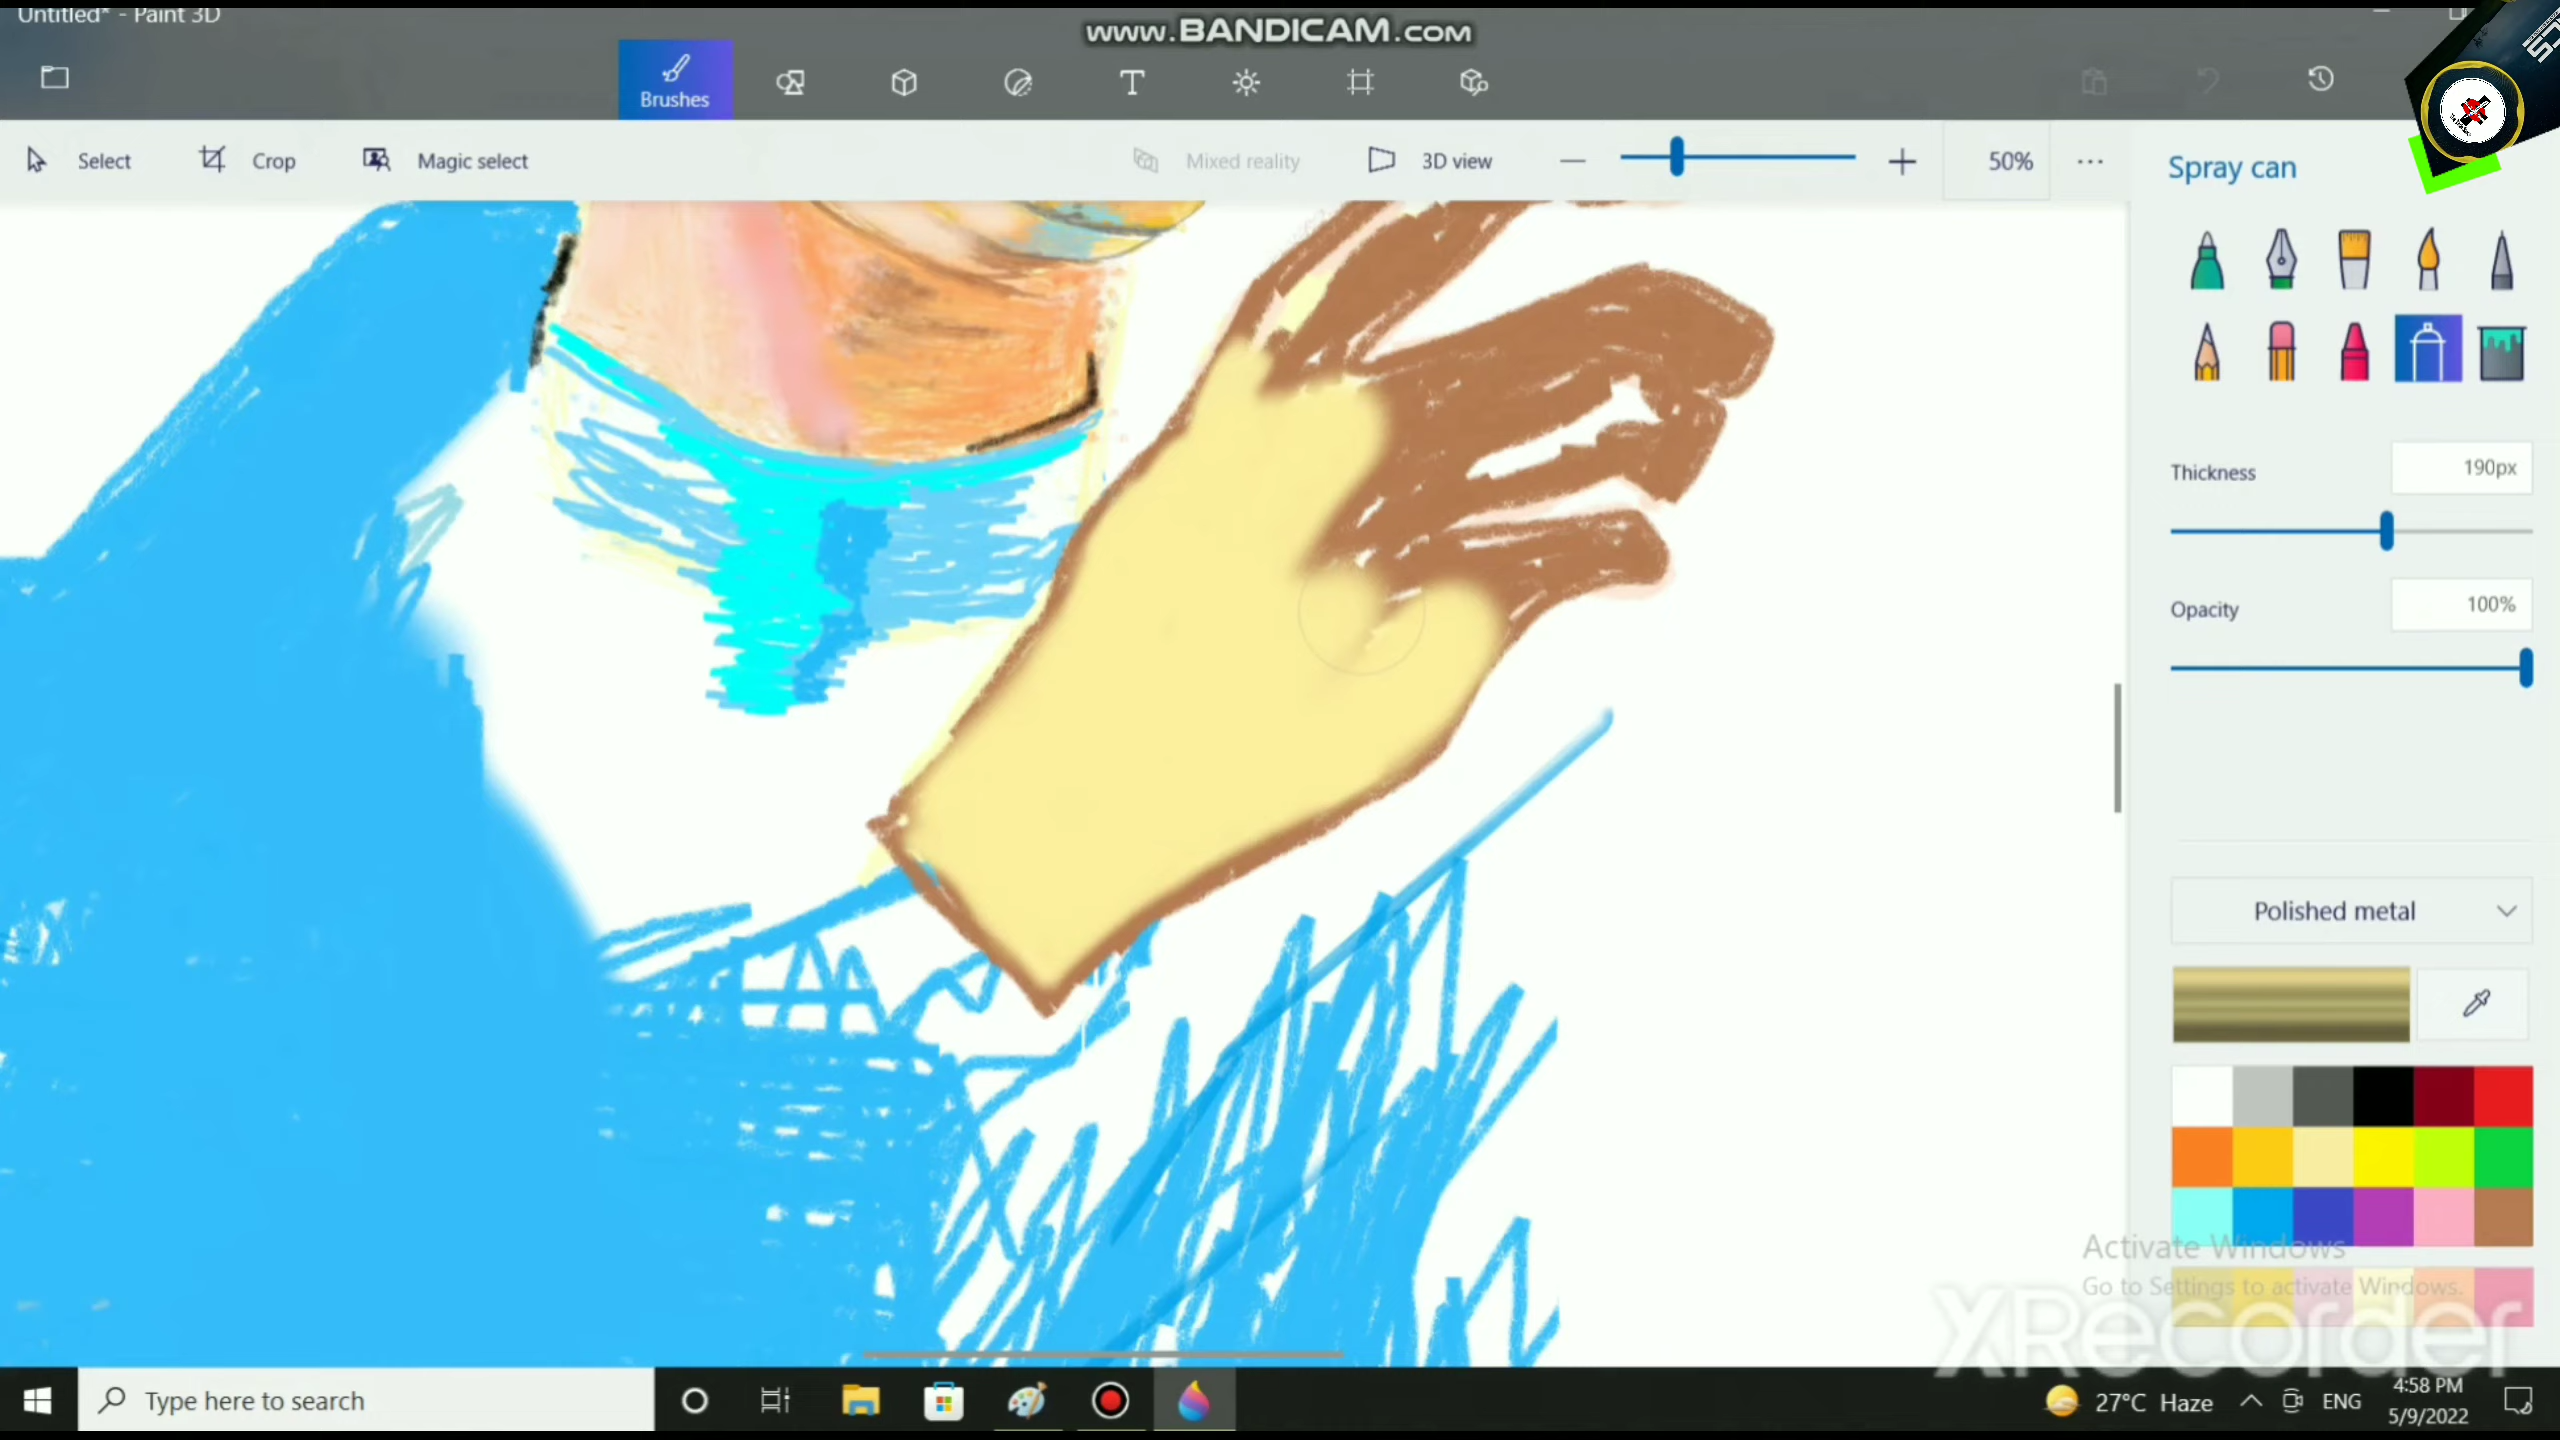 Untitled* - Paint 3D
www.BANDICAM.com
Brushes
Select
Crop
Magic select
Mixed reality
3D view
50%
Spray can
Thickness
190px
Opacity
100%
Polished metal
Activate Windows
Go to Settings to activate Windows.
XRecorder
Type here to search
27°C Haze
ENG
4:58 PM
5/9/2022